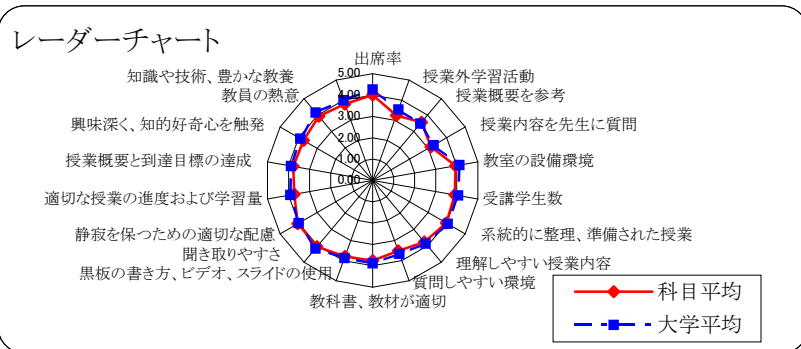 レーダーチャート
出席率
授業外学習活動
授業概要を参考
授業内容を先生に質問
教室の設備環境
受講学生数
系統的に整理、準備された授業
理解しやすい授業内容
質問しやすい環境
教科書、教材が適切
黒板の書き方、ビデオ、スライドの使用
聞き取りやすさ
静寂を保つための適切な配慮
適切な授業の進度および学習量
授業概要と到達目標の達成
興味深く、知的好奇心を触発
教員の熱意
知識や技術、豊かな教養
5.00
4.00
3.00
2.00
1.00
0.00
科目平均
大学平均